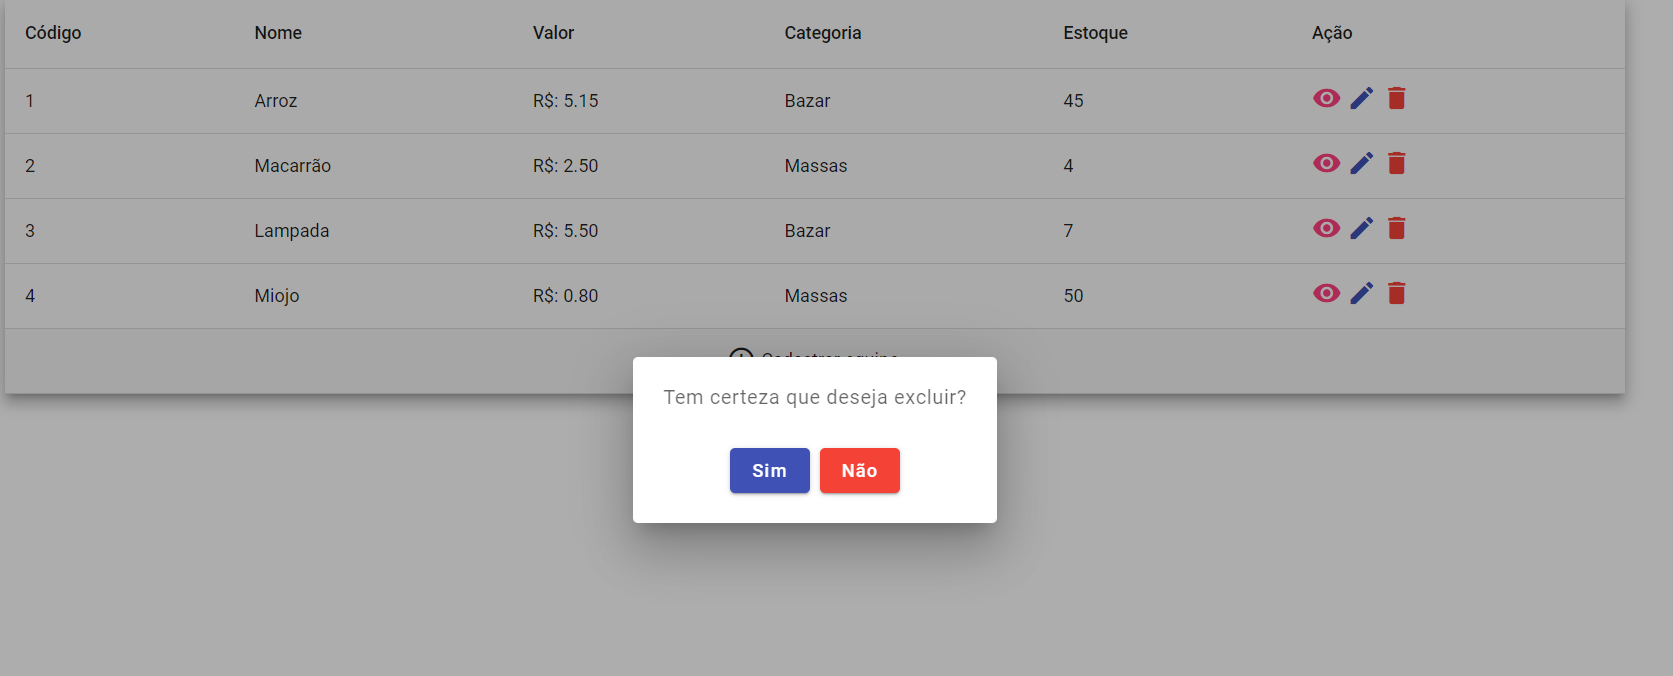 Código Nome Valor Categoria Estoque Ação
1 Arroz R$: 5.15 Bazar 45
2 Macarrão R$: 2.50 Massas 4
3 Lampada R$: 5.50 Bazar 7
4 Miojo R$: 0.80 Massas 50
Tem certeza que deseja excluir?
Sim Não